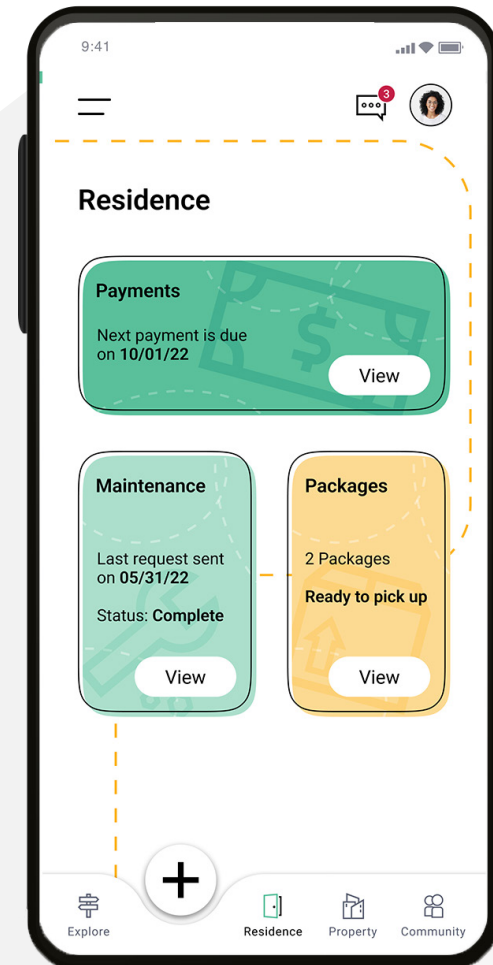 9:41
3
Residence
Payments
Next payment is due
on 10/01/22
View
Maintenance
Last request sent
on 05/31/22
Status: Complete
View
Packages
2 Packages
Ready to pick up
View
Explore
Residence
Property
Community